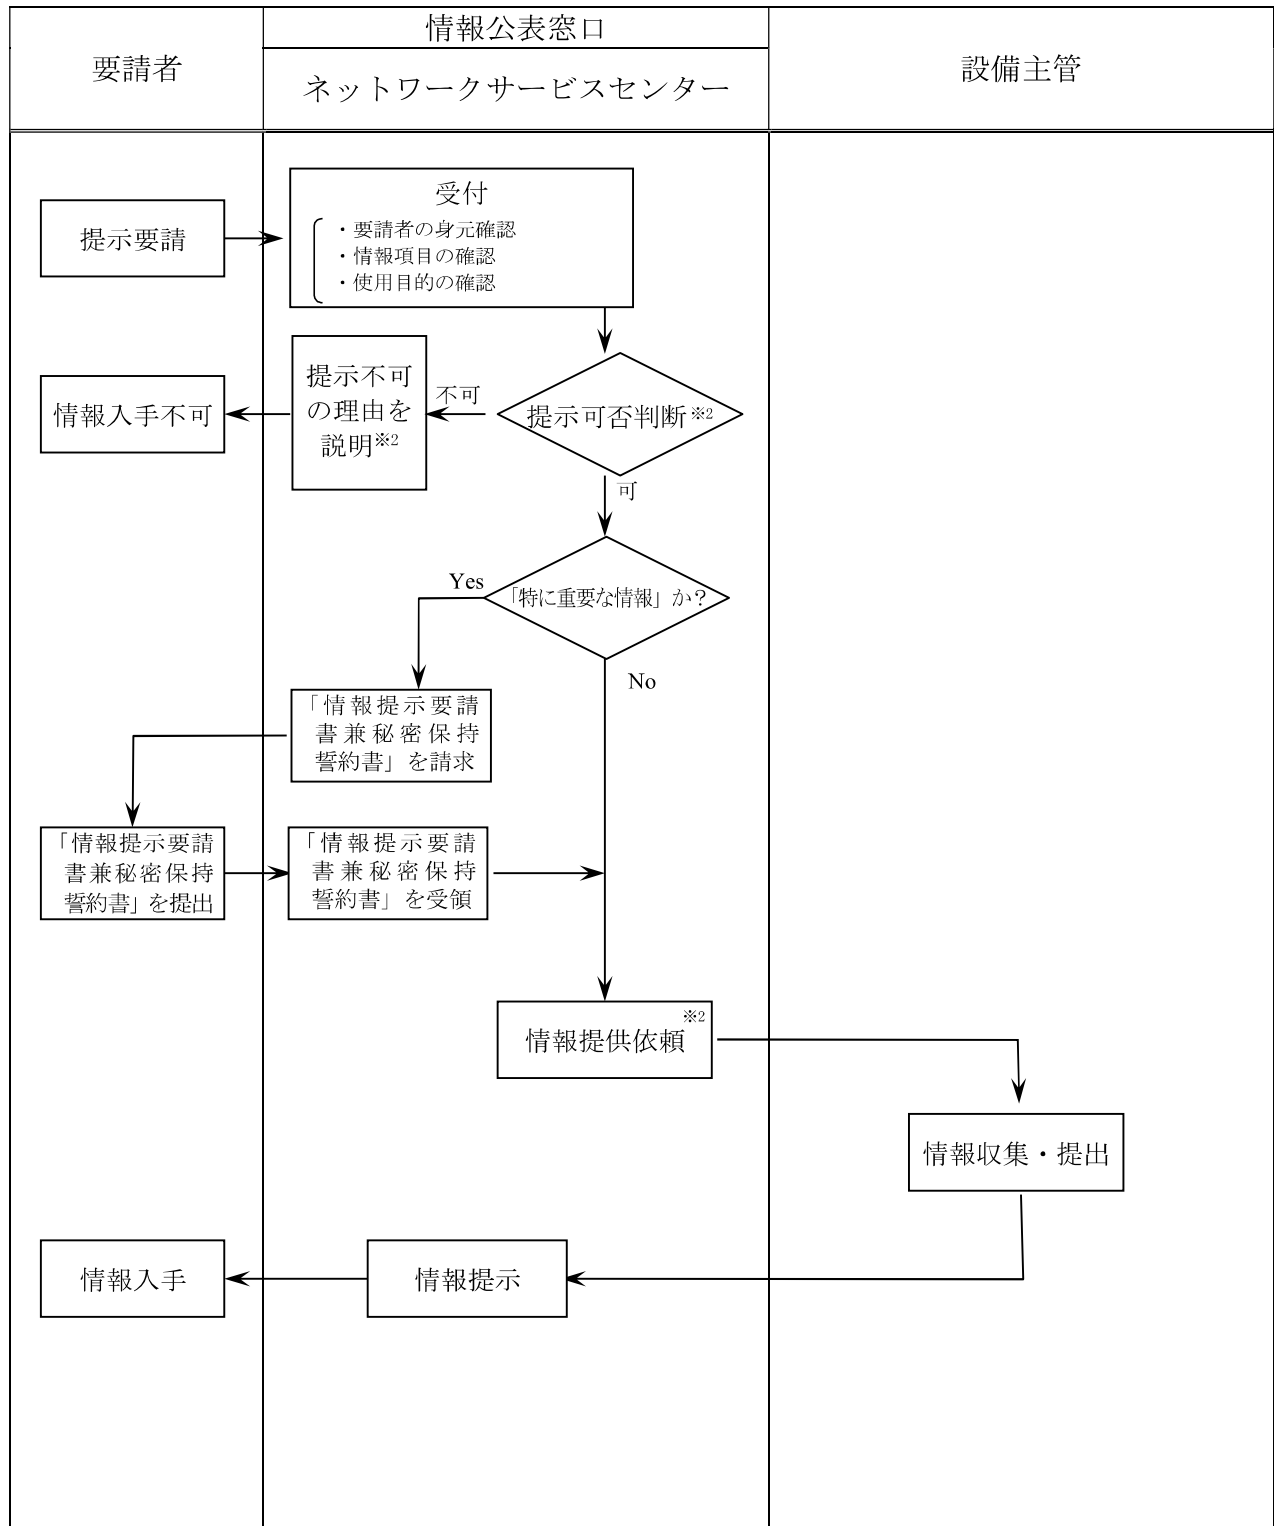 要請者
情報公表窓口
ネットワークサービスセンター
設備主管
提示要請
受付
・要請者の身元確認
・情報項目の確認
・使用目的の確認
情報入手不可
提示不可
の理由を
説明※2
不可
提示可否判断※2
可
Yes
「特に重要な情報」か？
No
「情報提示要請
書兼秘密保持
誓約書」を請求
「情報提示要請
書兼秘密保持
誓約書」を提出
「情報提示要請
書兼秘密保持
誓約書」を受領
情報提供依頼※2
情報収集・提出
情報入手
情報提示